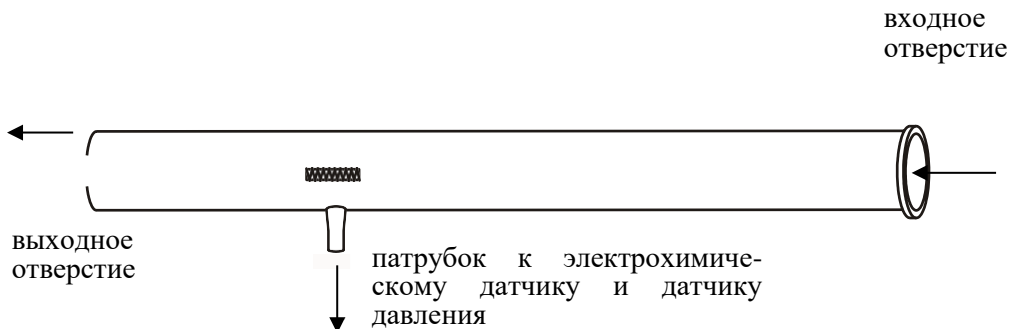 входное
отверстие
выходное
отверстие
патрубок к электрохимиче-
скому датчику и датчику
давления